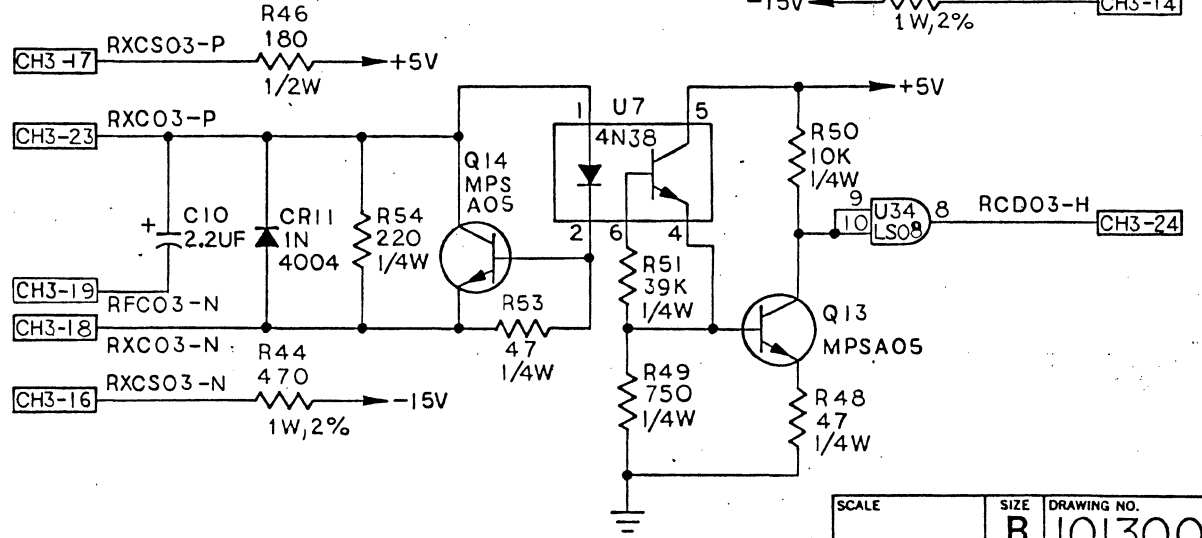 -15V
1W,2%
CH3-14
R46
180
1/2W
CH3-17
RXCS03-P
+5V
CH3-23
RXC03-P
1
U7
5
4N38
+5V
Q14
MPS
A05
R50
10K
1/4W
+
C10
2.2UF
CR11
1N
4004
R54
220
1/4W
2
6
4
9
10
U34
LS08
8
RCD03-H
CH3-24
CH3-19
RFC03-N
R51
39K
1/4W
R53
47
1/4W
CH3-18
RXC03-N
Q13
MPSA05
R44
470
1W,2%
CH3-16
RXCS03-N
-15V
R49
750
1/4W
R48
47
1/4W
SCALE
SIZE
B
DRAWING NO.
101300